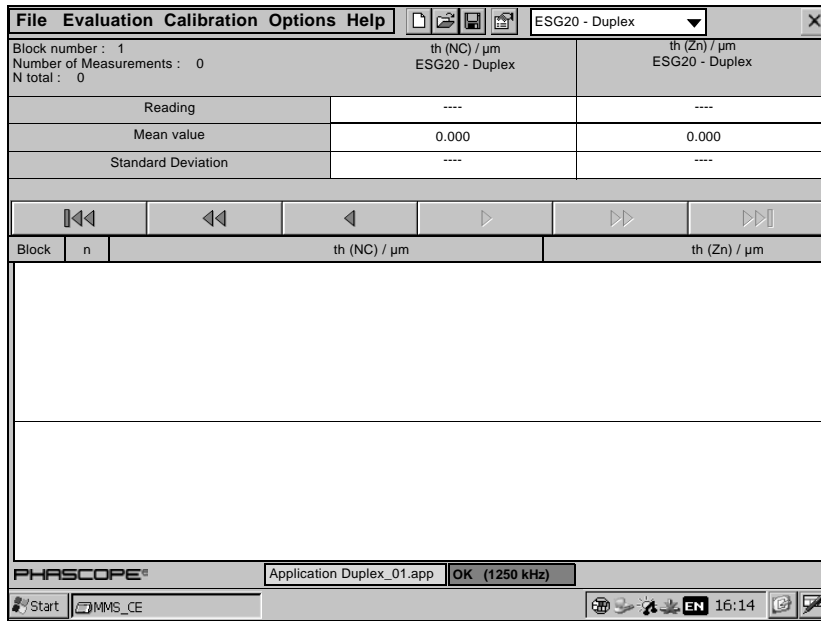 File Evaluation Calibration Options Help
ESG20 - Duplex
Block number : 1
Number of Measurements : 0
N total : 0
th (NC) / µm
ESG20 - Duplex
th (Zn) / µm
ESG20 - Duplex
Reading ---- ----
Mean value 0.000 0.000
Standard Deviation ---- ----
Block n th (NC) / µm th (Zn) / µm
PHASCOPE®
Application Duplex_01.app OK (1250 kHz)
Start MMS_CE EN 16:14